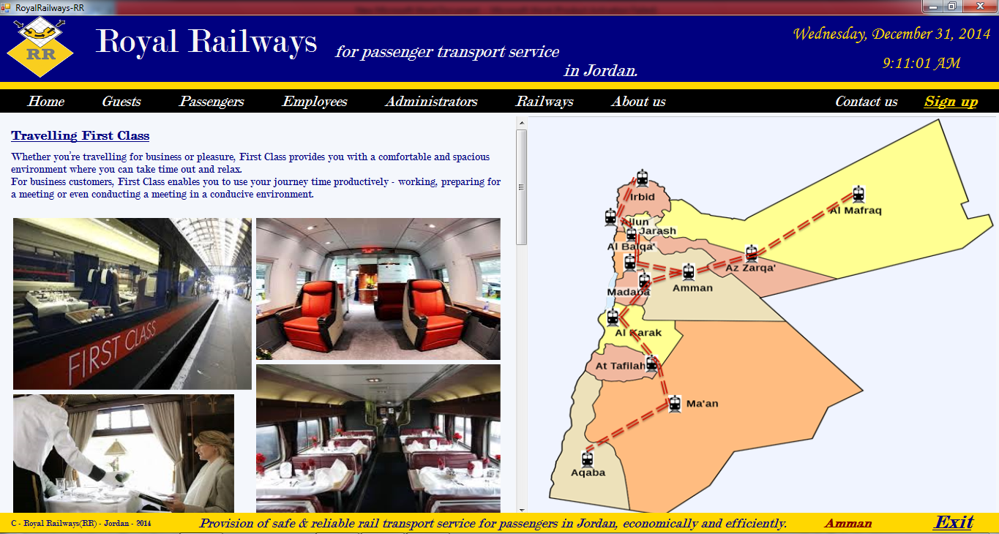 RoyalRailways-RR
RR
Royal Railways
for passenger transport service
in Jordan.
Wednesday, December 31, 2014
9:11:01 AM
Home Guests Passengers Employees Administrators Railways About us Contact us Sign up
Travelling First Class
Whether you're travelling for business or pleasure, First Class provides you with a comfortable and spacious
environment where you can take time out and relax.
For business customers, First Class enables you to use your journey time productively - working, preparing for
a meeting or even conducting a meeting in a conducive environment.
FIRST CLASS
Irbid
Al Mafraq
Ajlun
Jarash
Al Balqa'
Az Zarqa'
Madaba
Amman
Al Karak
At Tafilah
Ma'an
Aqaba
C - Royal Railways(RR) - Jordan - 2014
Provision of safe & reliable rail transport service for passengers in Jordan, economically and efficiently.
Amman
Exit